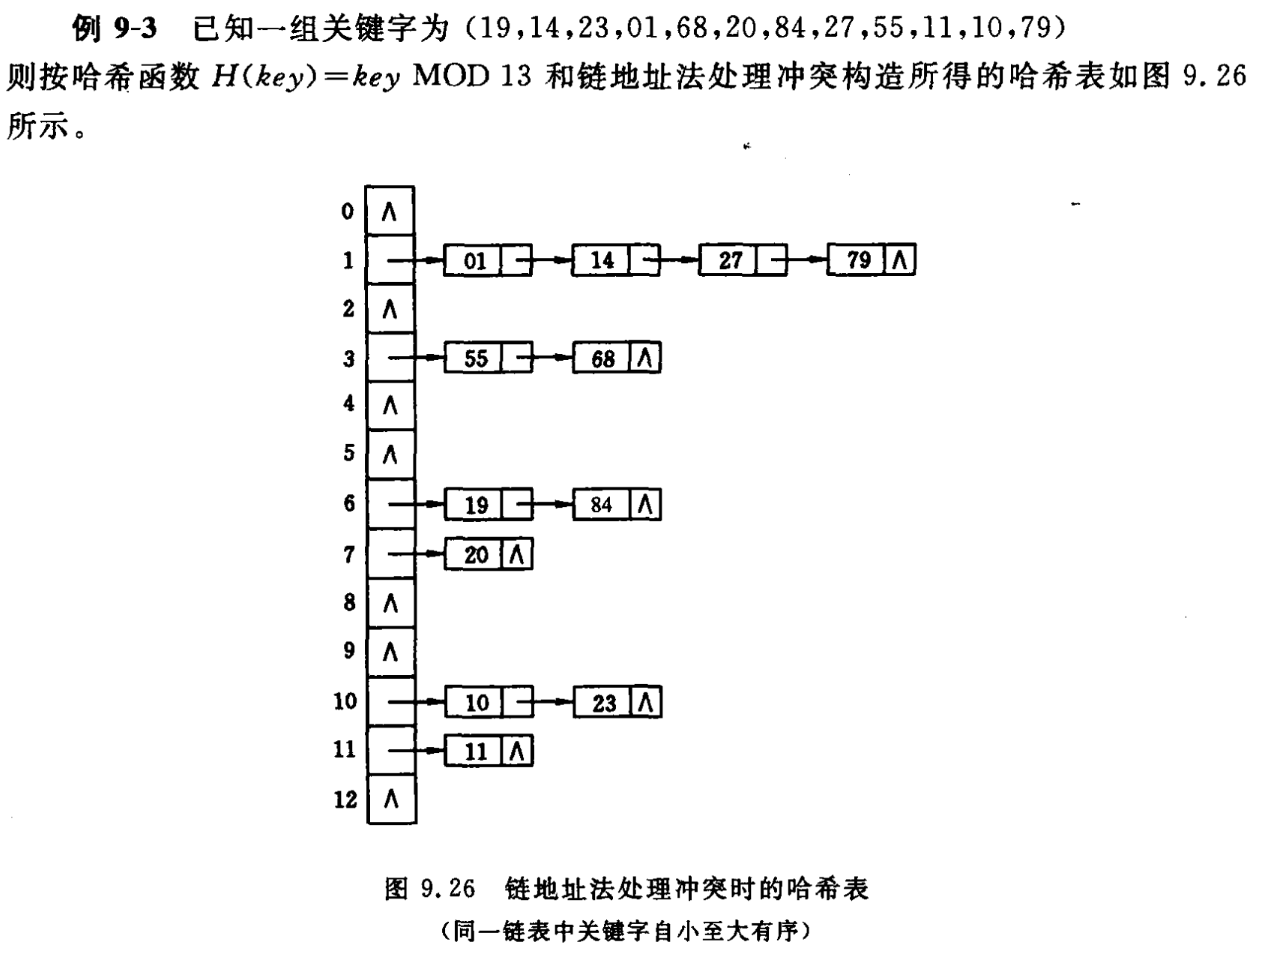 例 9-3 已知一组关键字为 (19,14,23,01,68,20,84,27,55,11,10,79)
则按哈希函数 H(key)=key MOD 13 和链地址法处理冲突构造所得的哈希表如图 9.26
所示。
0 ∧
1 01 14 27 79 ∧
2 ∧
3 55 68 ∧
4 ∧
5 ∧
6 19 84 ∧
7 20 ∧
8 ∧
9 ∧
10 10 23 ∧
11 11 ∧
12 ∧
图 9.26 链地址法处理冲突时的哈希表
(同一链表中关键字自小至大有序)